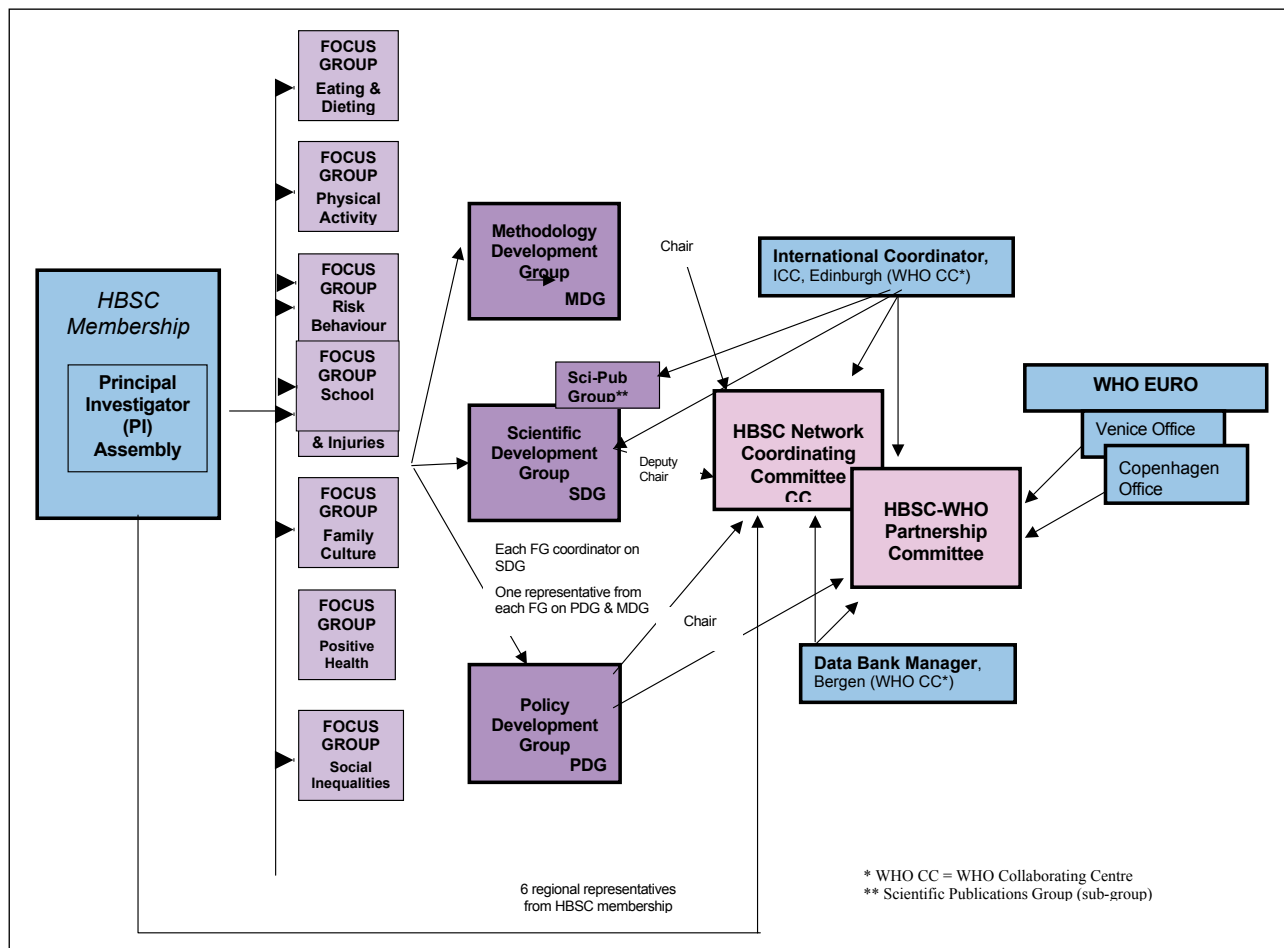 HBSC
Membership
Principal
Investigator
(PI)
Assembly
FOCUS
GROUP
Eating &
Dieting
FOCUS
GROUP
Physical
Activity
FOCUS
GROUP
Risk
Behaviour
FOCUS
GROUP
School
& Injuries
FOCUS
GROUP
Family
Culture
FOCUS
GROUP
Positive
Health
FOCUS
GROUP
Social
Inequalities
Methodology
Development
Group
MDG
Sci-Pub
Group**
Scientific
Development
Group
SDG
Each FG coordinator on
SDG
One representative from
each FG on PDG & MDG
Policy
Development
Group
PDG
Chair
Deputy
Chair
Chair
International Coordinator,
ICC, Edinburgh (WHO CC*)
HBSC Network
Coordinating
Committee
CC
HBSC-WHO
Partnership
Committee
WHO EURO
Venice Office
Copenhagen
Office
Data Bank Manager,
Bergen (WHO CC*)
6 regional representatives
from HBSC membership
* WHO CC = WHO Collaborating Centre
** Scientific Publications Group (sub-group)